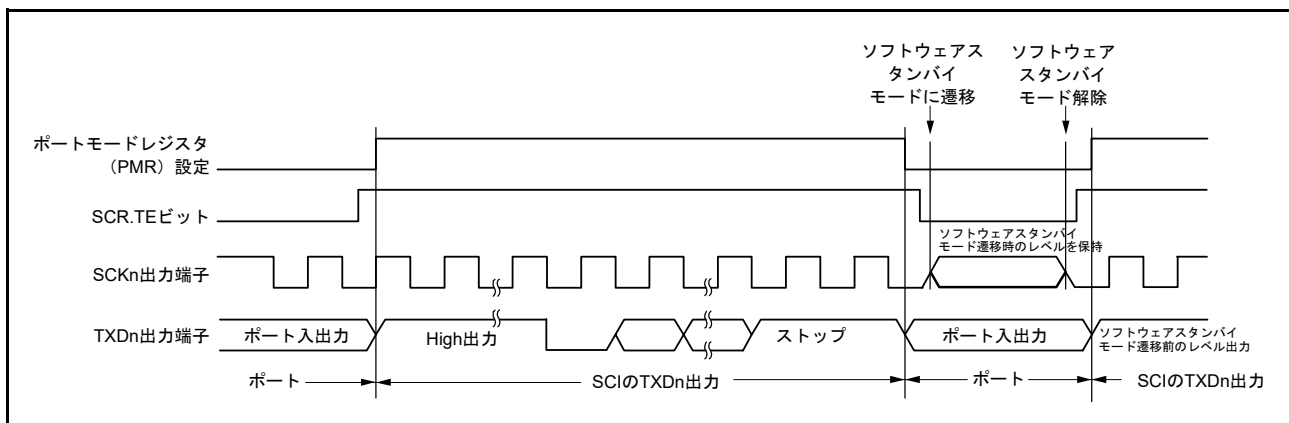 ソフトウェアス
タンバイ
モードに遷移
ソフトウェア
スタンバイ
モード解除
ポートモードレジスタ
（PMR）設定
SCR.TEビット
ソフトウェアスタンバイ
モード遷移時のレベルを保持
SCKn出力端子
TXDn出力端子
ポート入出力
High出力
ストップ
ポート入出力
ソフトウェアスタンバイ
モード遷移前のレベル出力
ポート
SCIのTXDn出力
ポート
SCIのTXDn出力